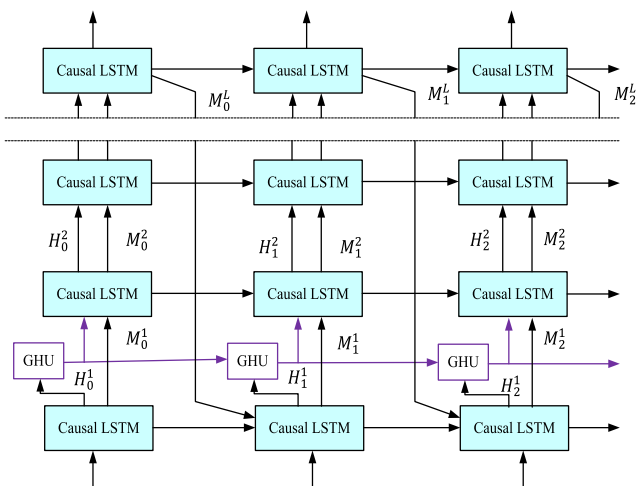 Causal LSTM Causal LSTM Causal LSTM
$M_0^L$ $M_1^L$ $M_2^L$
Causal LSTM Causal LSTM Causal LSTM
$H_0^2$ $M_0^2$ $H_1^2$ $M_1^2$ $H_2^2$ $M_2^2$
Causal LSTM Causal LSTM Causal LSTM
$M_0^1$ $M_1^1$ $M_2^1$
GHU GHU GHU
$H_0^1$ $H_1^1$ $H_2^1$
Causal LSTM Causal LSTM Causal LSTM